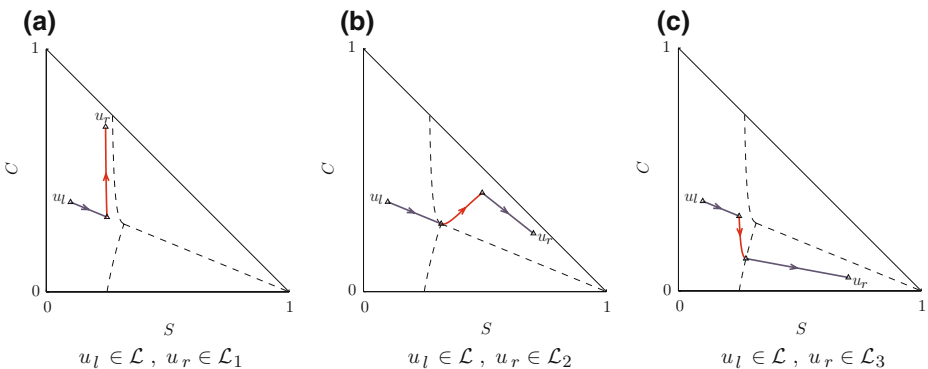 (a)
1
u_r
C
u_l
0
0
1
S
u_l ∈ ℒ , u_r ∈ ℒ_1
(b)
1
C
u_l
u_r
0
0
1
S
u_l ∈ ℒ , u_r ∈ ℒ_2
(c)
1
C
u_l
u_r
0
0
1
S
u_l ∈ ℒ , u_r ∈ ℒ_3